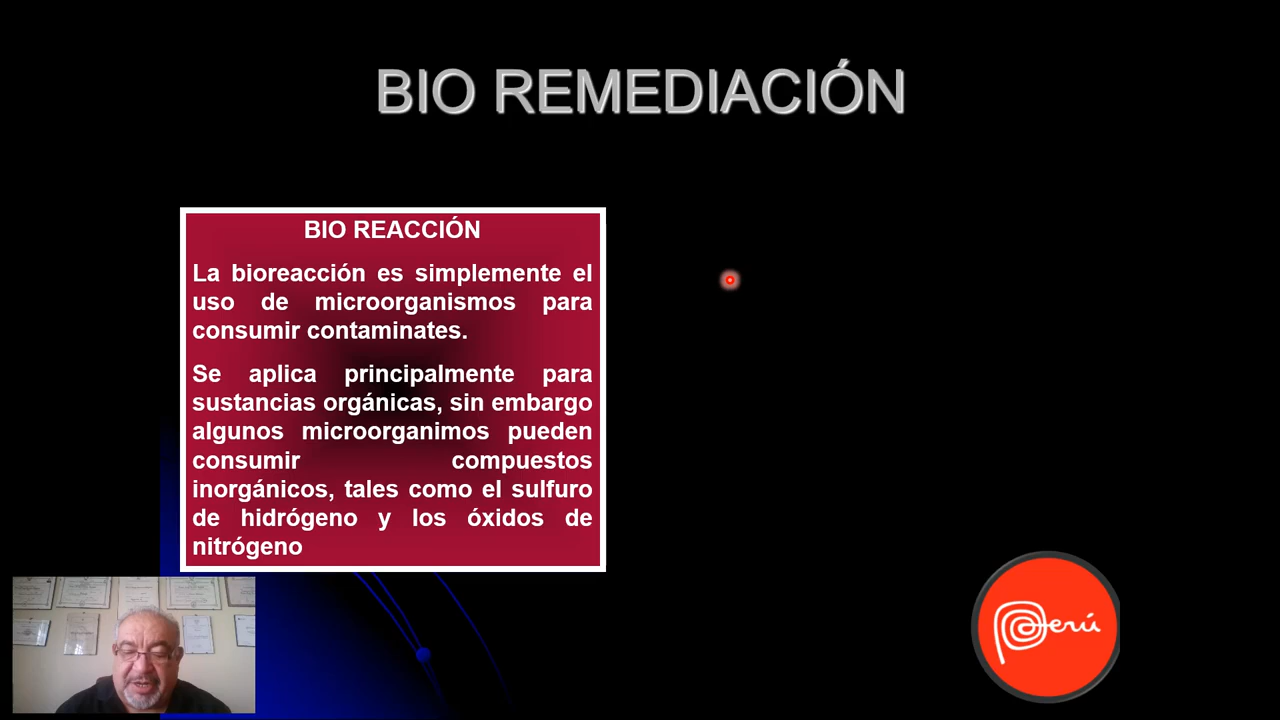 BIO REMEDIACIÓN
BIO REACCIÓN
La bioreacción es simplemente el
uso de microorganismos para
consumir contaminates.
Se aplica principalmente para
sustancias orgánicas, sin embargo
algunos microorganimos pueden
consumir compuestos
inorgánicos, tales como el sulfuro
de hidrógeno y los óxidos de
nitrógeno
Perú